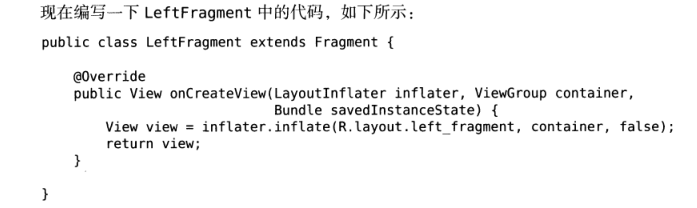 现在编写一下 LeftFragment 中的代码，如下所示：
public class LeftFragment extends Fragment {
@Override
public View onCreateView(LayoutInflater inflater, ViewGroup container,
Bundle savedInstanceState) {
View view = inflater.inflate(R.layout.left_fragment, container, false);
return view;
}
}